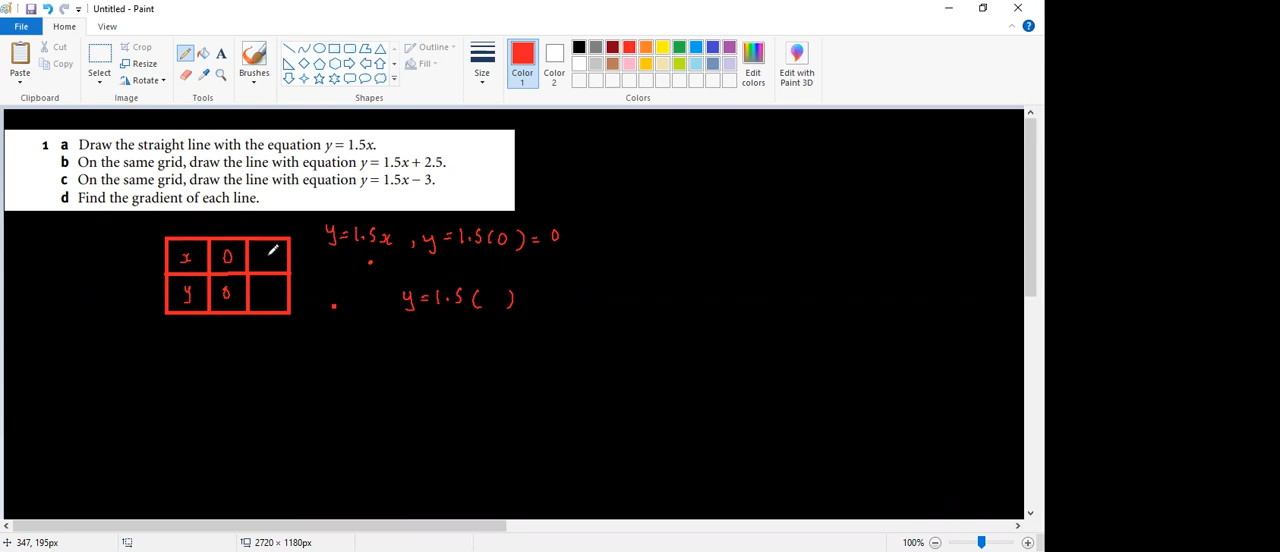 Untitled - Paint
File Home View
Paste
Cut
Copy
Clipboard
Select
Crop
Resize
Rotate
Image
A
Tools
Brushes
Outline
Fill
Shapes
Size
Color 1
Color 2
Edit colors
Colors
Edit with Paint 3D
1 a Draw the straight line with the equation y = 1.5x.
b On the same grid, draw the line with equation y = 1.5x + 2.5.
c On the same grid, draw the line with equation y = 1.5x − 3.
d Find the gradient of each line.
y = 1.5x , y = 1.5(0) = 0
x 0
y 0
y = 1.5( )
347, 195px
2720 × 1180px
100%